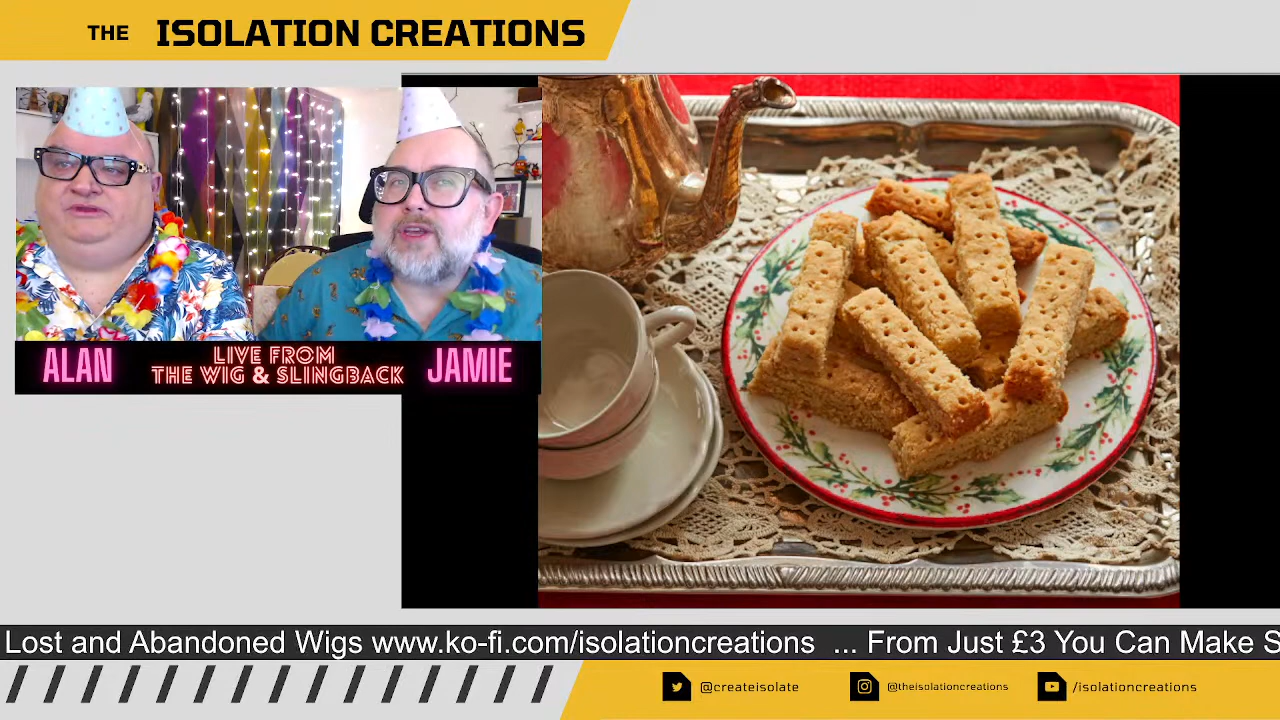 THE ISOLATION CREATIONS
ALAN
LIVE FROM
THE WIG & SLINGBACK
JAMIE
Lost and Abandoned Wigs www.ko-fi.com/isolationcreations ... From Just £3 You Can Make S
@createisolate
@theisolationcreations
/isolationcreations